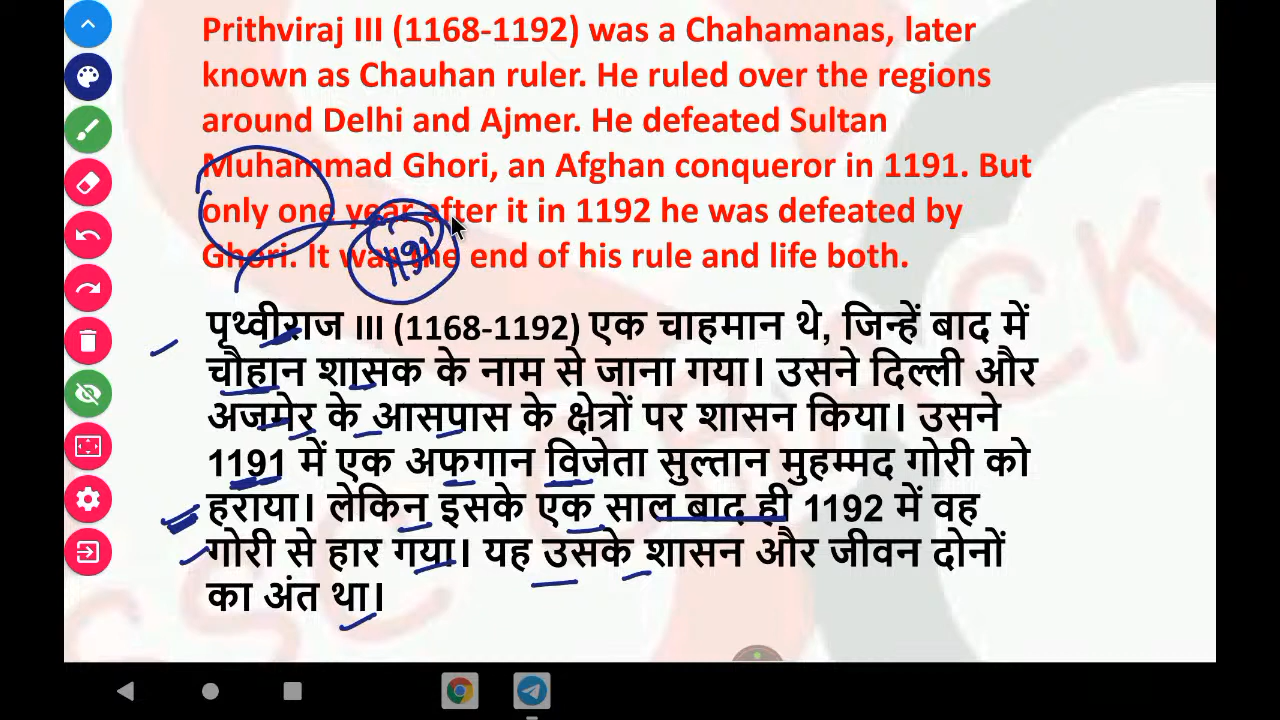 Prithviraj III (1168-1192) was a Chahamanas, later
known as Chauhan ruler. He ruled over the regions
around Delhi and Ajmer. He defeated Sultan
Muhammad Ghori, an Afghan conqueror in 1191. But
only one year after it in 1192 he was defeated by
Ghori. It was the end of his rule and life both.
1191
पृथ्वीराज III (1168-1192) एक चाहमान थे, जिन्हें बाद में
चौहान शासक के नाम से जाना गया। उसने दिल्ली और
अजमेर के आसपास के क्षेत्रों पर शासन किया। उसने
1191 में एक अफगान विजेता सुल्तान मुहम्मद गोरी को
हराया। लेकिन इसके एक साल बाद ही 1192 में वह
गोरी से हार गया। यह उसके शासन और जीवन दोनों
का अंत था।